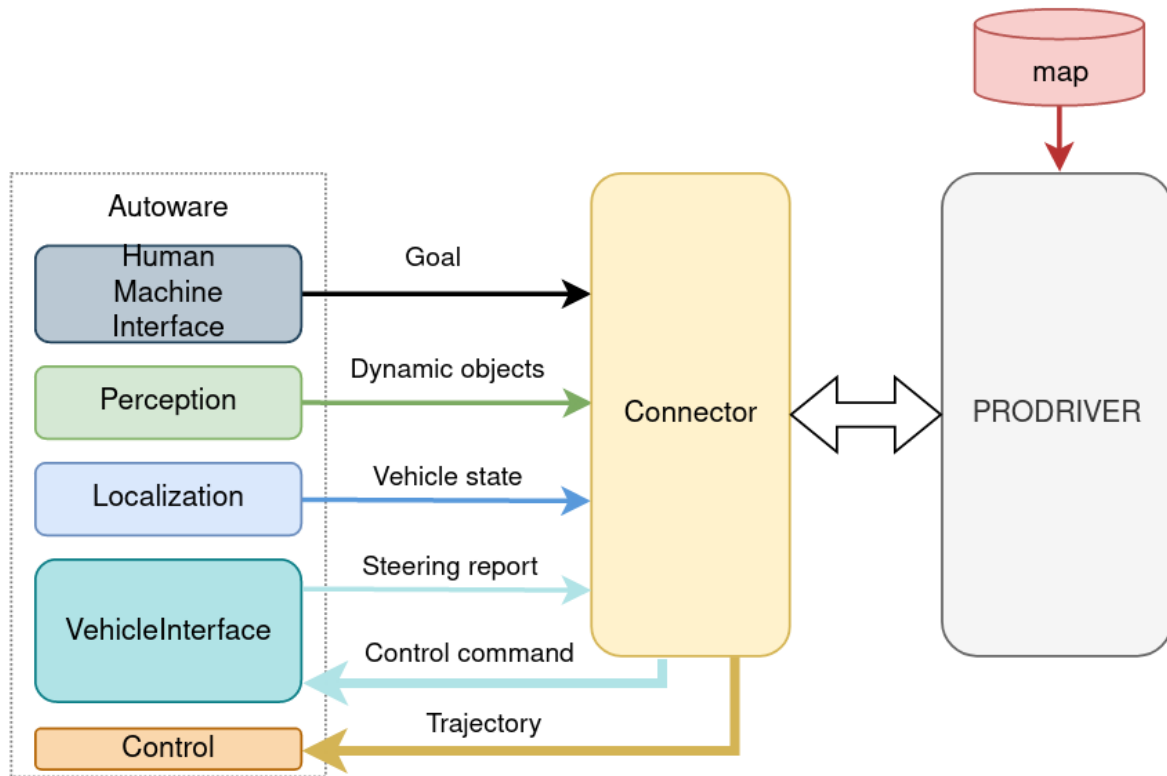 map
Autoware
Human
Machine
Interface
Goal
Perception
Dynamic objects
Connector
PRODRIVER
Localization
Vehicle state
VehicleInterface
Steering report
Control command
Control
Trajectory